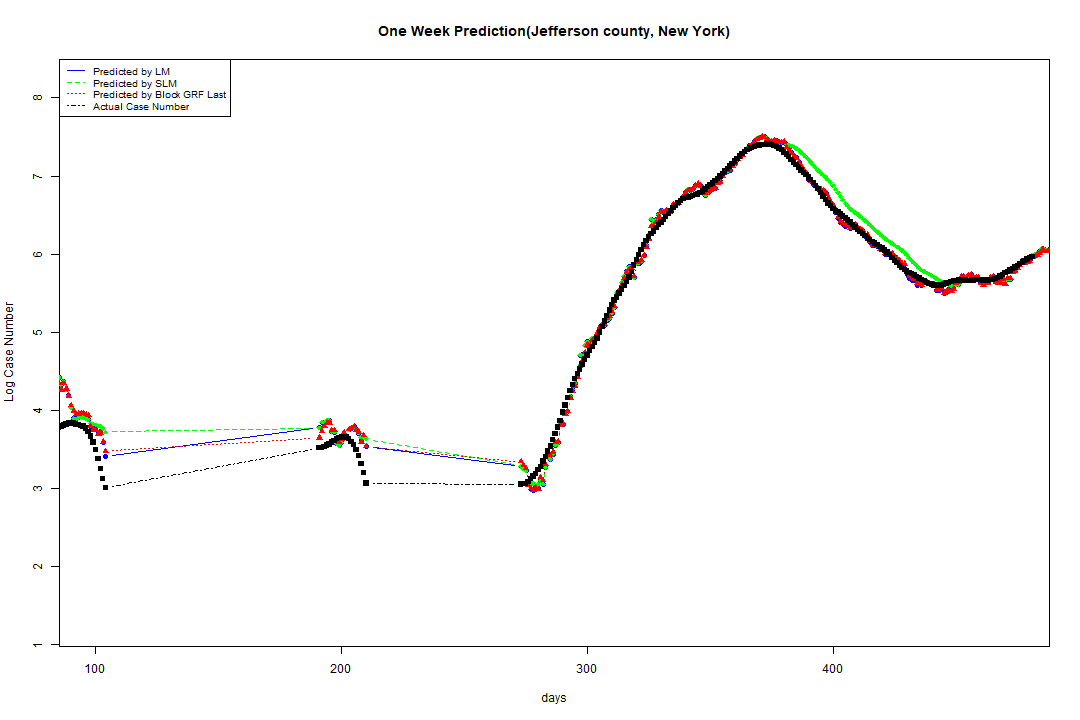 One Week Prediction(Jefferson county, New York)
Predicted by LM
Predicted by SLM
Predicted by Block GRF Last
Actual Case Number
Log Case Number
8
7
6
5
4
3
2
1
100 200 300 400
days